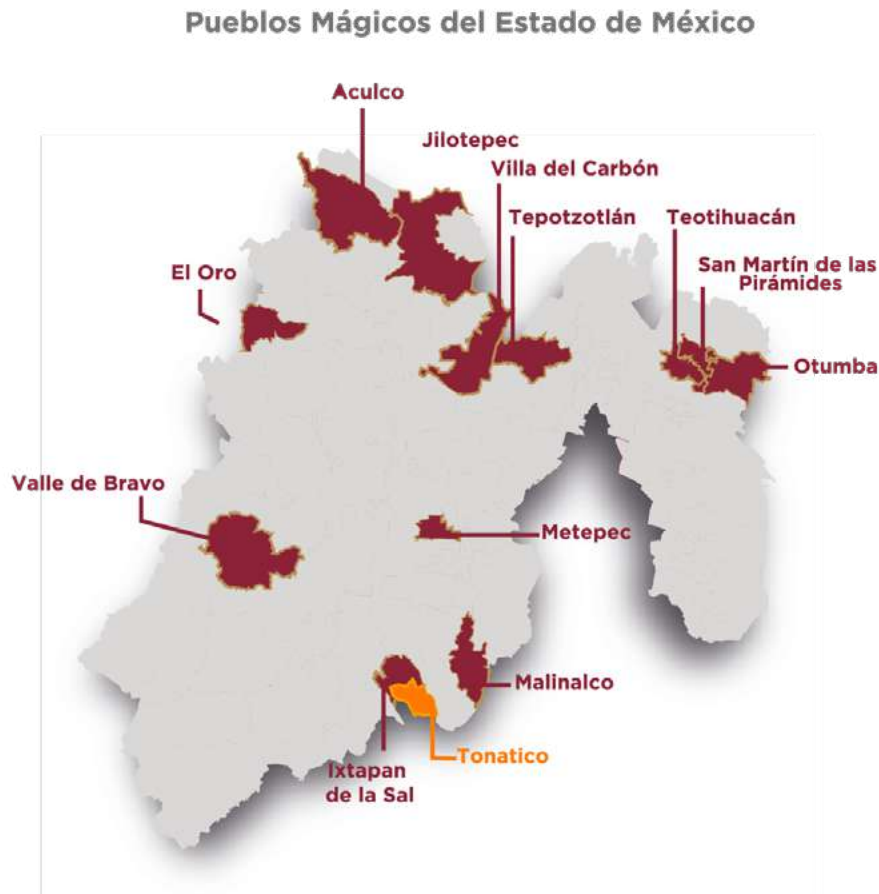 Pueblos Mágicos del Estado de México
Aculco
Jilotepec
Villa del Carbón
Tepotzotlán
Teotihuacán
San Martín de las
Pirámides
El Oro
Otumba
Valle de Bravo
Metepec
Malinalco
Tonatico
Ixtapan
de la Sal